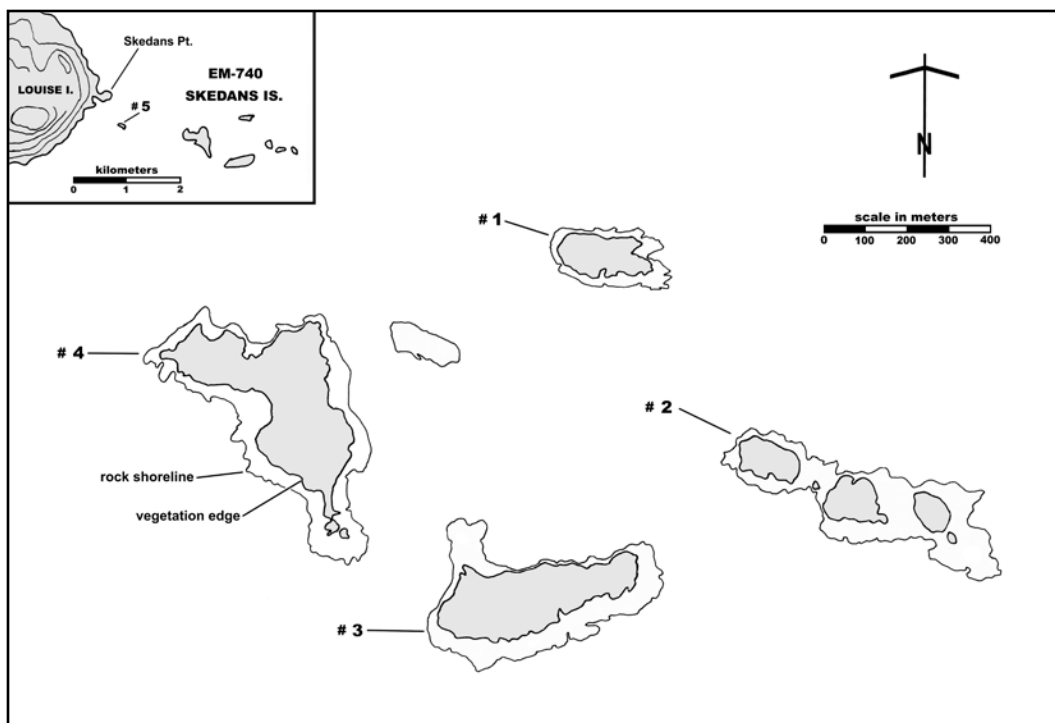 Skedans Pt.
LOUISE I.
# 5
EM-740
SKEDANS IS.
kilometers
0 1 2
N
scale in meters
0 100 200 300 400
# 1
# 4
# 2
rock shoreline
vegetation edge
# 3